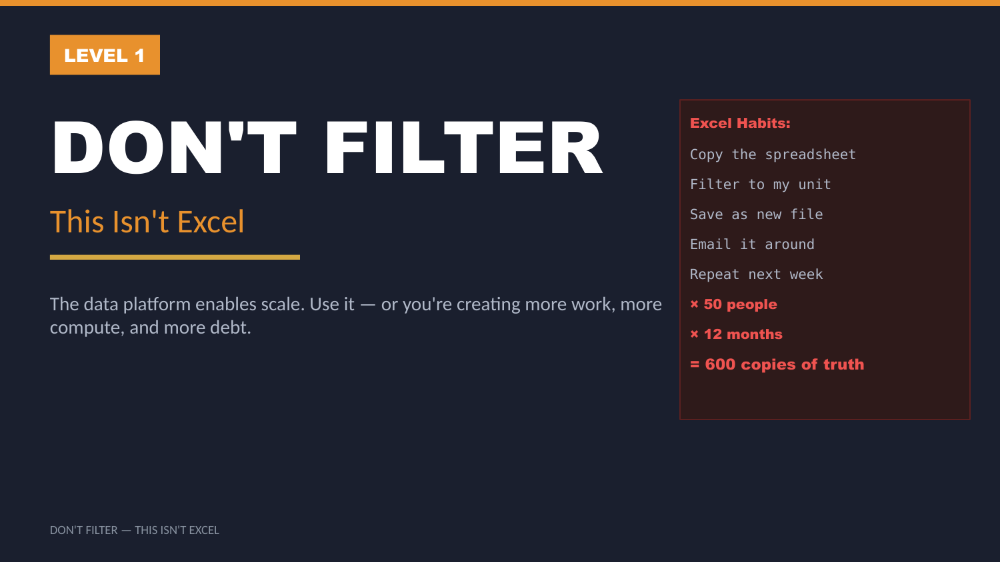 LEVEL 1
DON'T FILTER
This Isn't Excel
The data platform enables scale. Use it — or you're creating more work, more
compute, and more debt.
Excel Habits:
Copy the spreadsheet
Filter to my unit
Save as new file
Email it around
Repeat next week
× 50 people
× 12 months
= 600 copies of truth
DON'T FILTER — THIS ISN'T EXCEL